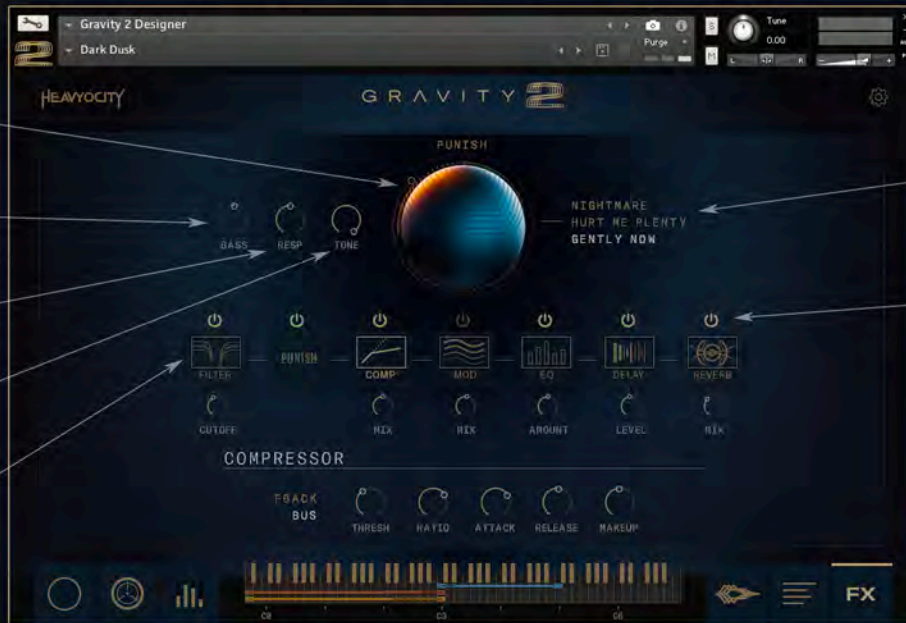 Gravity 2 Designer
Dark Dusk
Purge
S
M
Tune
0.00
L
R
HEAVYOCITY
GRAVITY 2
PUNISH
NIGHTMARE
HURT ME PLENTY
GENTLY NOW
BASS RESP TONE
FILTER PUNISH COMP MOD EQ DELAY REVERB
CUTOFF MIX MIX AMOUNT LEVEL MIX
COMPRESSOR
FBACK
BUS
THRESH RATIO ATTACK RELEASE MAKEUP
C0 C3 C6
FX